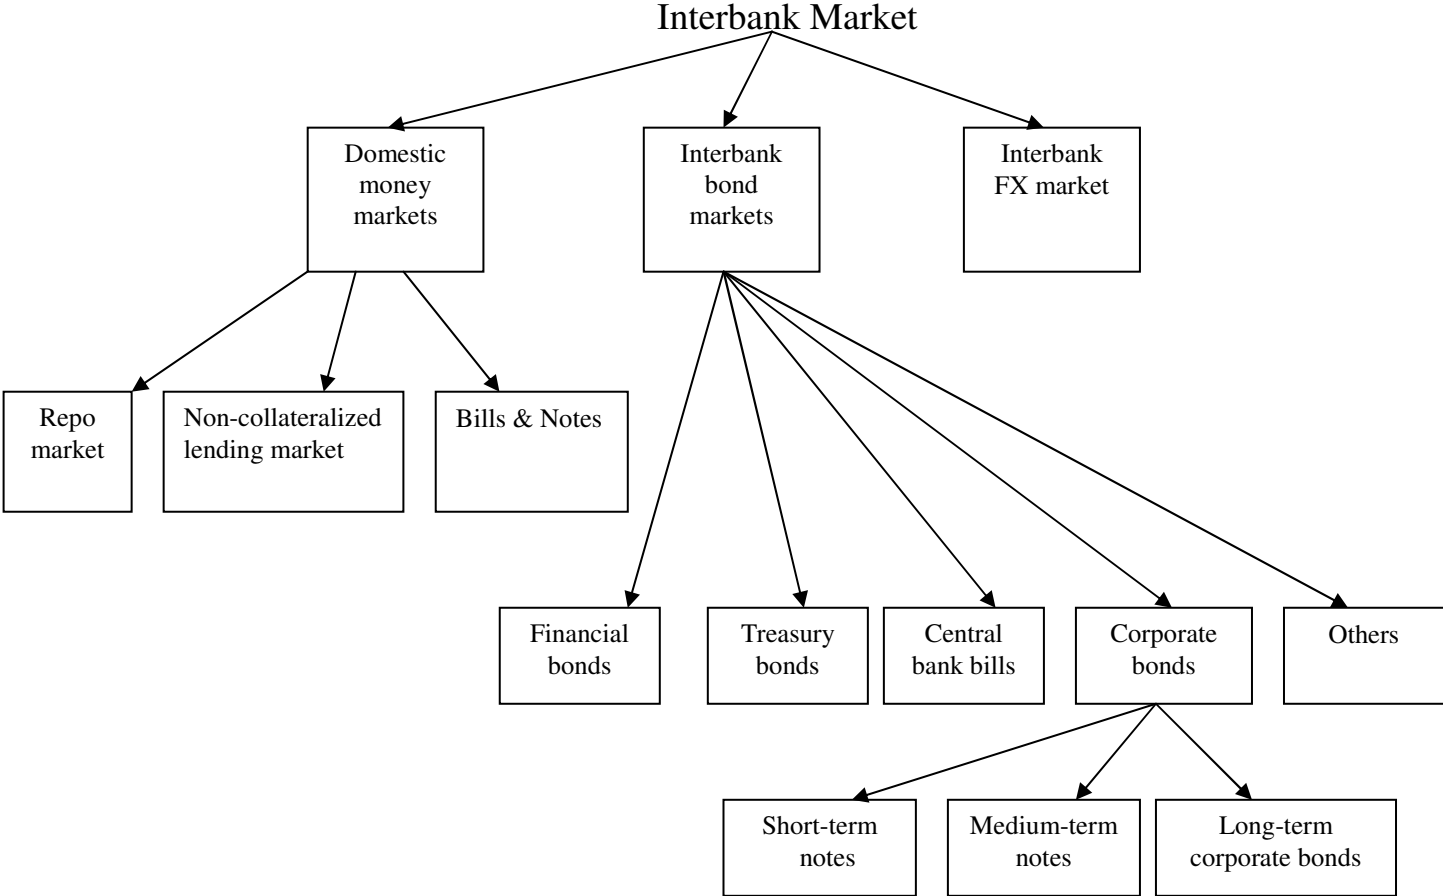 Interbank Market
Domestic
money
markets
Interbank
bond
markets
Interbank
FX market
Repo
market
Non-collateralized
lending market
Bills & Notes
Financial
bonds
Treasury
bonds
Central
bank bills
Corporate
bonds
Others
Short-term
notes
Medium-term
notes
Long-term
corporate bonds